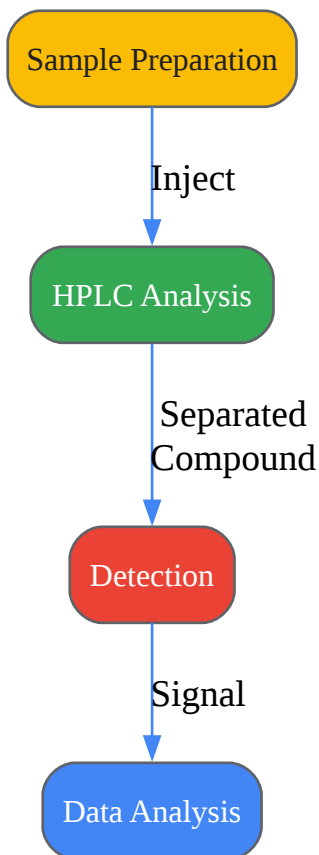 Sample Preparation
Inject
HPLC Analysis
Separated
Compound
Detection
Signal
Data Analysis